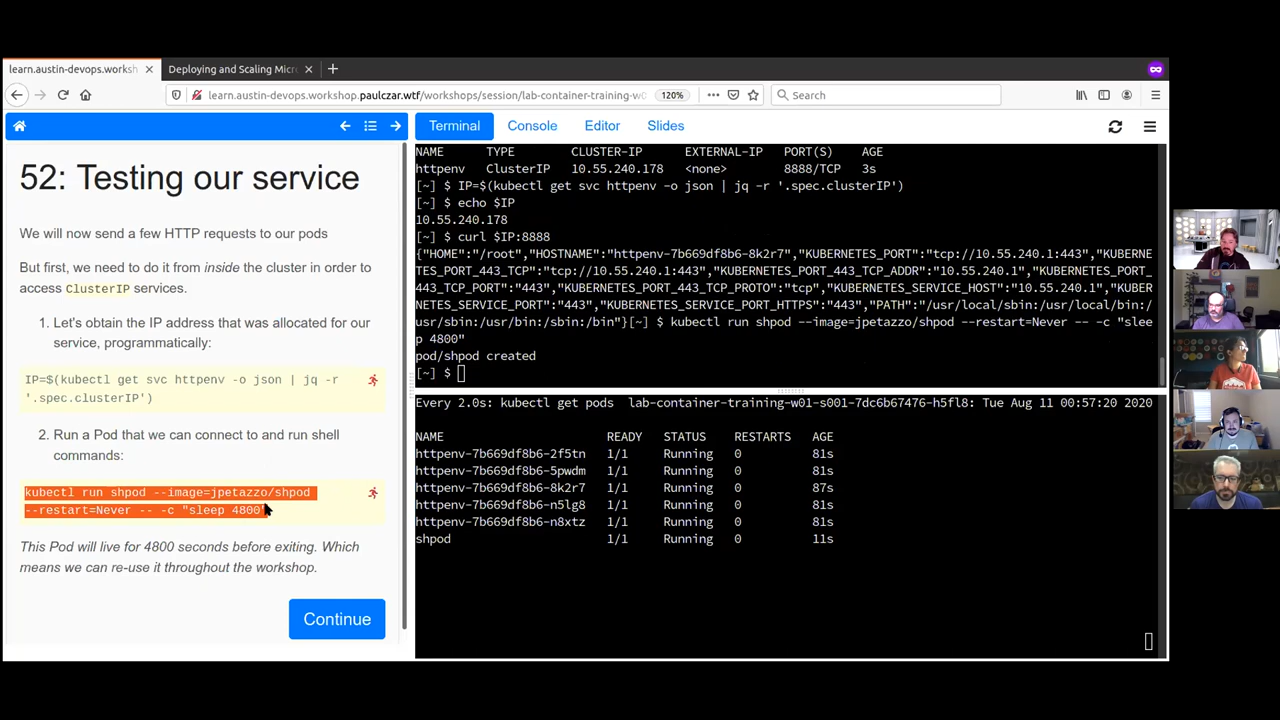 learn.austin-devops.worksh
Deploying and Scaling Micr
learn.austin-devops.workshop.paulczar.wtf/workshops/session/lab-container-training-w0
120%
Search
52: Testing our service
We will now send a few HTTP requests to our pods
But first, we need to do it from inside the cluster in order to
access ClusterIP services.
1. Let's obtain the IP address that was allocated for our
service, programmatically:
IP=$(kubectl get svc httpenv -o json | jq -r
'.spec.clusterIP')
2. Run a Pod that we can connect to and run shell
commands:
kubectl run shpod --image=jpetazzo/shpod
--restart=Never -- -c "sleep 4800"
This Pod will live for 4800 seconds before exiting. Which
means we can re-use it throughout the workshop.
Continue
Terminal Console Editor Slides
NAME TYPE CLUSTER-IP EXTERNAL-IP PORT(S) AGE
httpenv ClusterIP 10.55.240.178 <none> 8888/TCP 3s
[~] $ IP=$(kubectl get svc httpenv -o json | jq -r '.spec.clusterIP')
[~] $ echo $IP
10.55.240.178
[~] $ curl $IP:8888
{"HOME":"/root","HOSTNAME":"httpenv-7b669df8b6-8k2r7","KUBERNETES_PORT":"tcp://10.55.240.1:443","KUBERNE
TES_PORT_443_TCP":"tcp://10.55.240.1:443","KUBERNETES_PORT_443_TCP_ADDR":"10.55.240.1","KUBERNETES_PORT_
443_TCP_PORT":"443","KUBERNETES_PORT_443_TCP_PROTO":"tcp","KUBERNETES_SERVICE_HOST":"10.55.240.1","KUBER
NETES_SERVICE_PORT":"443","KUBERNETES_SERVICE_PORT_HTTPS":"443","PATH":"/usr/local/sbin:/usr/local/bin:/
usr/sbin:/usr/bin:/sbin:/bin"}[~] $ kubectl run shpod --image=jpetazzo/shpod --restart=Never -- -c "slee
p 4800"
pod/shpod created
[~] $
Every 2.0s: kubectl get pods lab-container-training-w01-s001-7dc6b67476-h5fl8: Tue Aug 11 00:57:20 2020
NAME READY STATUS RESTARTS AGE
httpenv-7b669df8b6-2f5tn 1/1 Running 0 81s
httpenv-7b669df8b6-5pwdm 1/1 Running 0 81s
httpenv-7b669df8b6-8k2r7 1/1 Running 0 87s
httpenv-7b669df8b6-n5lg8 1/1 Running 0 81s
httpenv-7b669df8b6-n8xtz 1/1 Running 0 81s
shpod 1/1 Running 0 11s